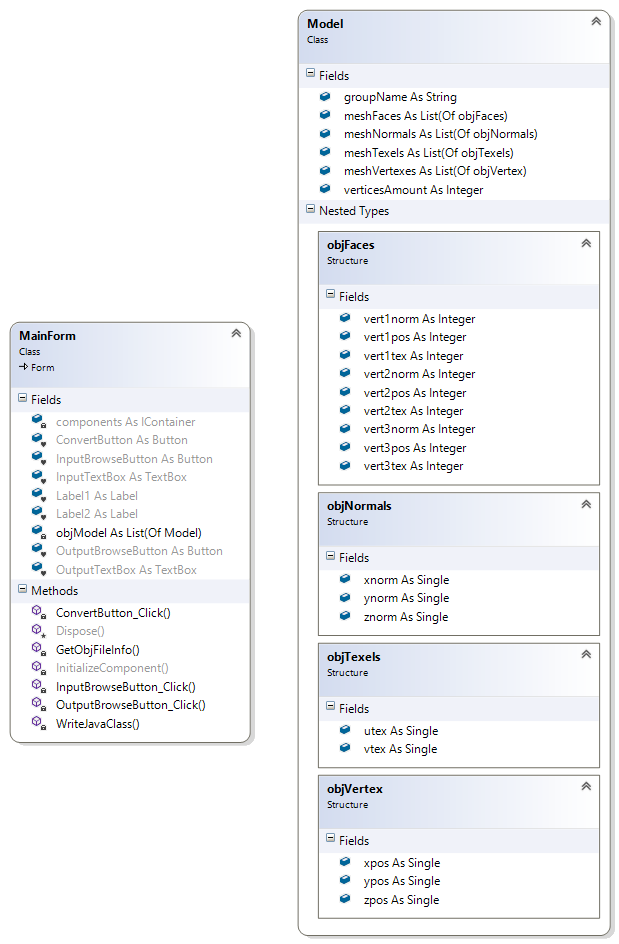 MainForm
Class
Form
Fields
components As IContainer
ConvertButton As Button
InputBrowseButton As Button
InputTextBox As TextBox
Label1 As Label
Label2 As Label
objModel As List(Of Model)
OutputBrowseButton As Button
OutputTextBox As TextBox
Methods
ConvertButton_Click()
Dispose()
GetObjFileInfo()
InitializeComponent()
InputBrowseButton_Click()
OutputBrowseButton_Click()
WriteJavaClass()
Model
Class
Fields
groupName As String
meshFaces As List(Of objFaces)
meshNormals As List(Of objNormals)
meshTexels As List(Of objTexels)
meshVertexes As List(Of objVertex)
verticesAmount As Integer
Nested Types
objFaces
Structure
Fields
vert1norm As Integer
vert1pos As Integer
vert1tex As Integer
vert2norm As Integer
vert2pos As Integer
vert2tex As Integer
vert3norm As Integer
vert3pos As Integer
vert3tex As Integer
objNormals
Structure
Fields
xnorm As Single
ynorm As Single
znorm As Single
objTexels
Structure
Fields
utex As Single
vtex As Single
objVertex
Structure
Fields
xpos As Single
ypos As Single
zpos As Single